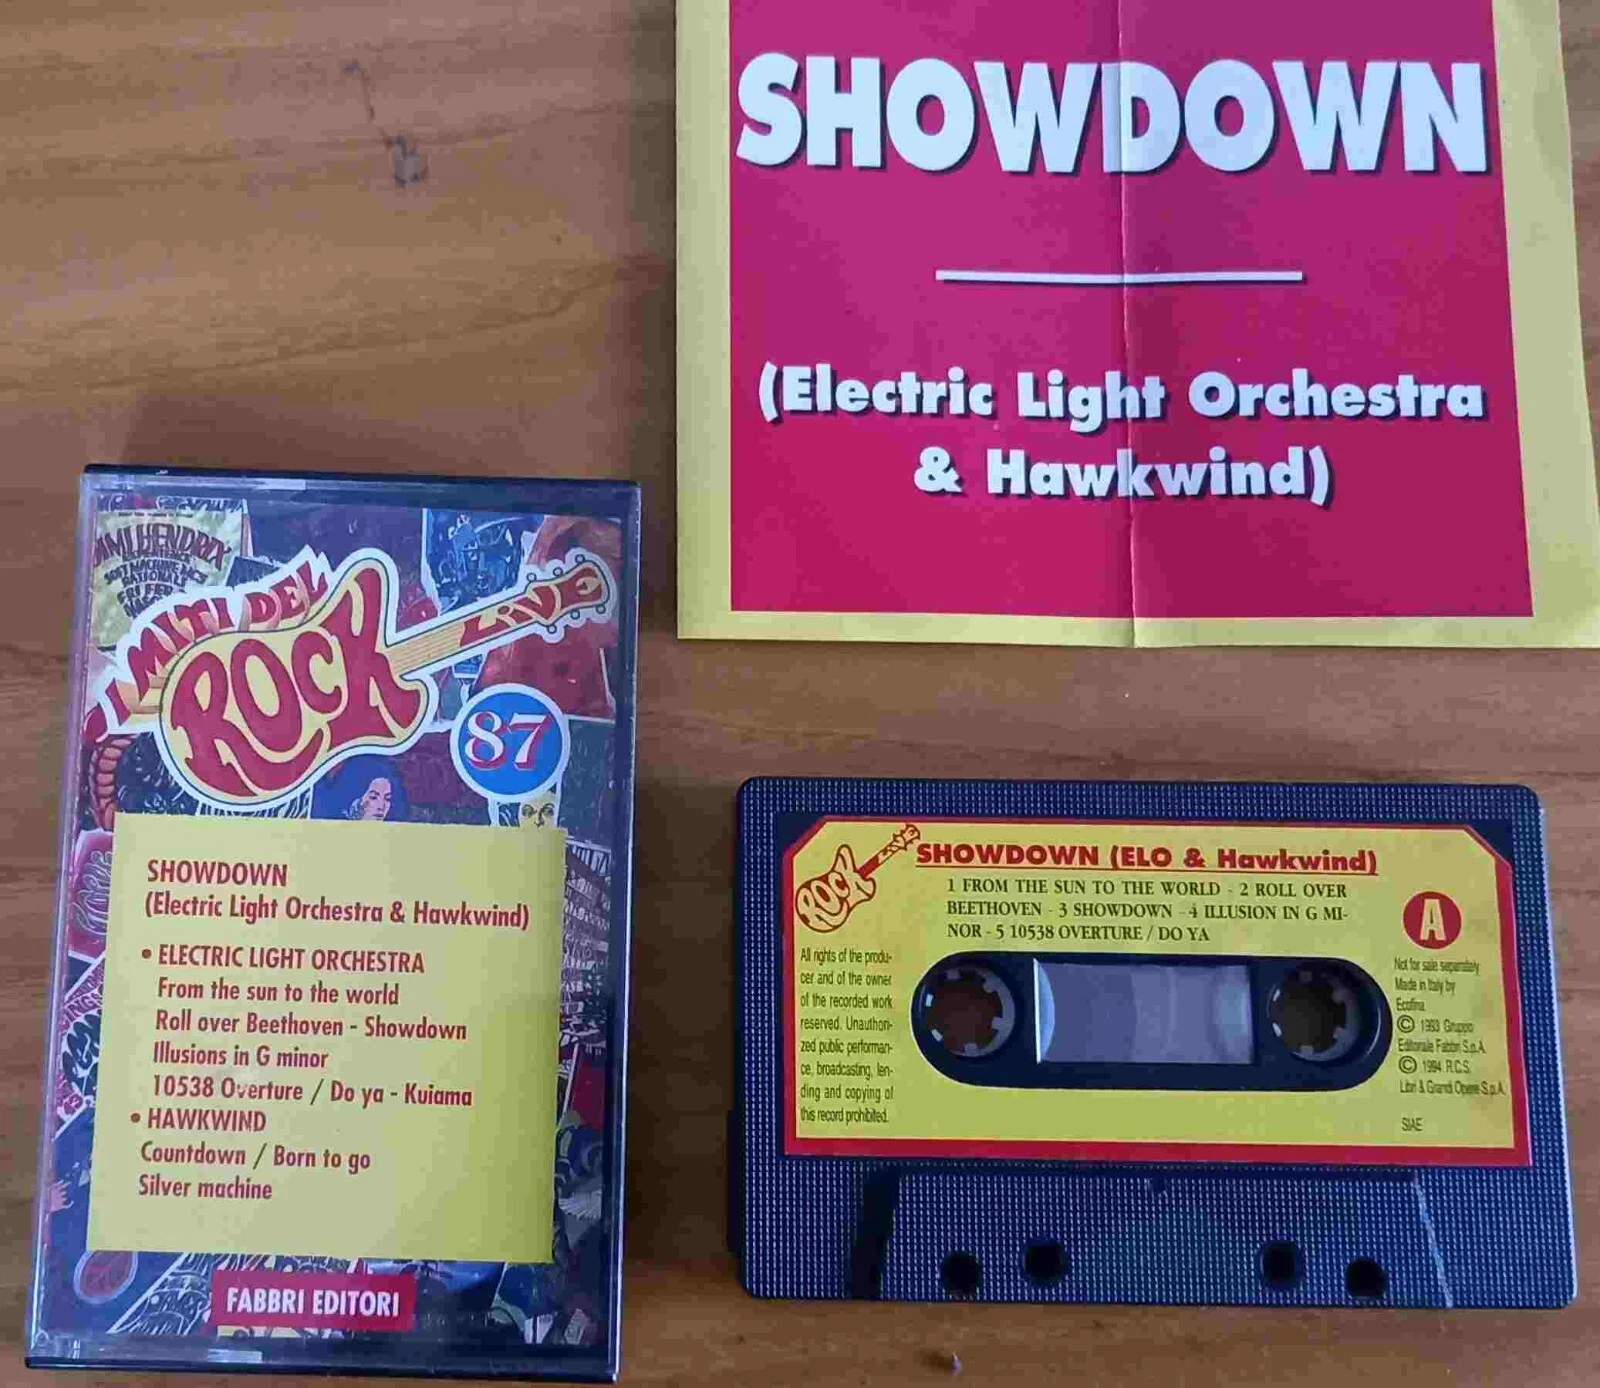 SHOWDOWN
(Electric Light Orchestra
& Hawkwind)
I MITI DEL
ROCK
LIVE
87
SHOWDOWN
(Electric Light Orchestra & Hawkwind)
• ELECTRIC LIGHT ORCHESTRA
From the sun to the world
Roll over Beethoven - Showdown
Illusions in G minor
10538 Overture / Do ya - Kuiama
• HAWKWIND
Countdown / Born to go
Silver machine
FABBRI EDITORI
ROCK LIVE
SHOWDOWN (ELO & Hawkwind)
1 FROM THE SUN TO THE WORLD - 2 ROLL OVER
BEETHOVEN - 3 SHOWDOWN - 4 ILLUSION IN G MI-
NOR - 5 10538 OVERTURE / DO YA
A
All rights of the produ-
cer and of the owner
of the recorded work
reserved. Unauthori-
zed public performan-
ce, broadcasting, len-
ding and copying of
this record prohibited.
Not for sale separately
Made in Italy by
Ecofina
© 1993 Gruppo
Editoriale Fabbri S.p.A.
© 1994 R.C.S.
Libri & Grandi Opere S.p.A.
SIAE